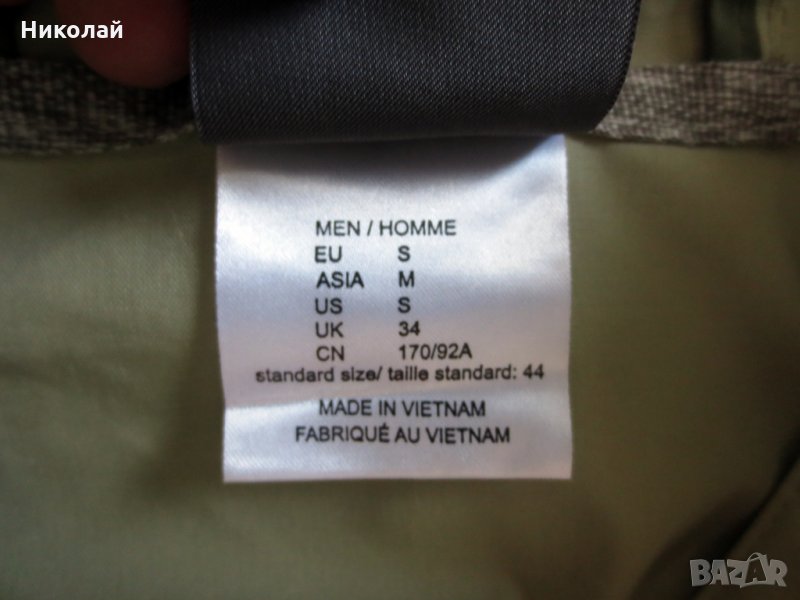 Николай
MEN / HOMME
EU S
ASIA M
US S
UK 34
CN 170/92A
standard size/ taille standard: 44
MADE IN VIETNAM
FABRIQUÉ AU VIETNAM
BAZAR